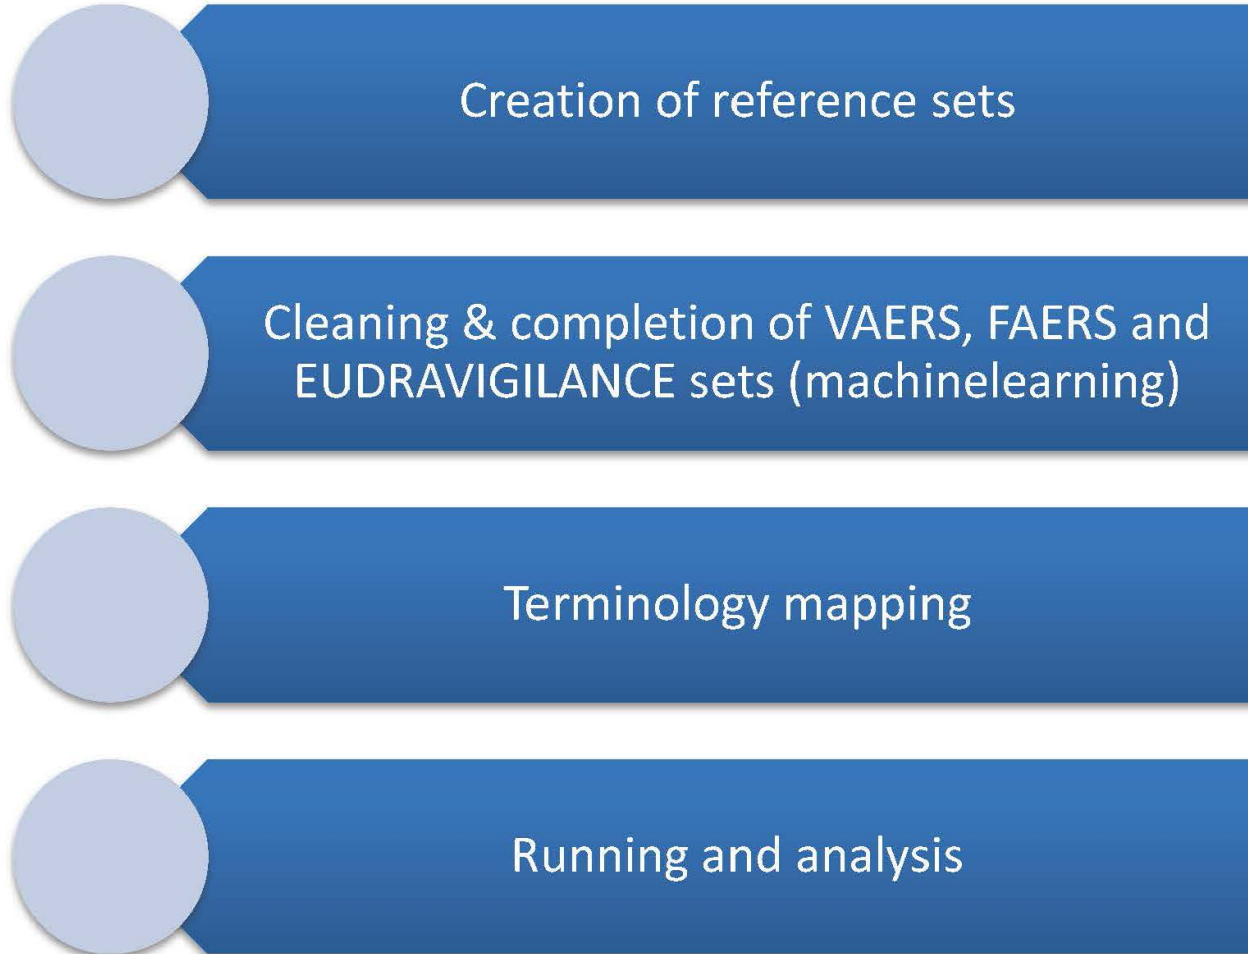 Creation of reference sets
Cleaning & completion of VAERS, FAERS and
EUDRAVIGILANCE sets (machinelearning)
Terminology mapping
Running and analysis